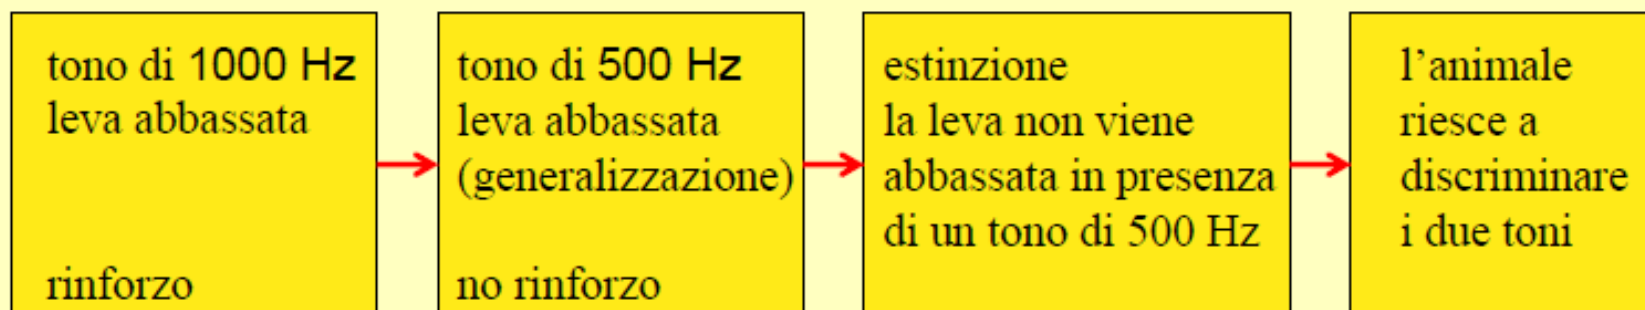 tono di 1000 Hz
leva abbassata
rinforzo
tono di 500 Hz
leva abbassata
(generalizzazione)
no rinforzo
estinzione
la leva non viene
abbassata in presenza
di un tono di 500 Hz
l'animale
riesce a
discriminare
i due toni